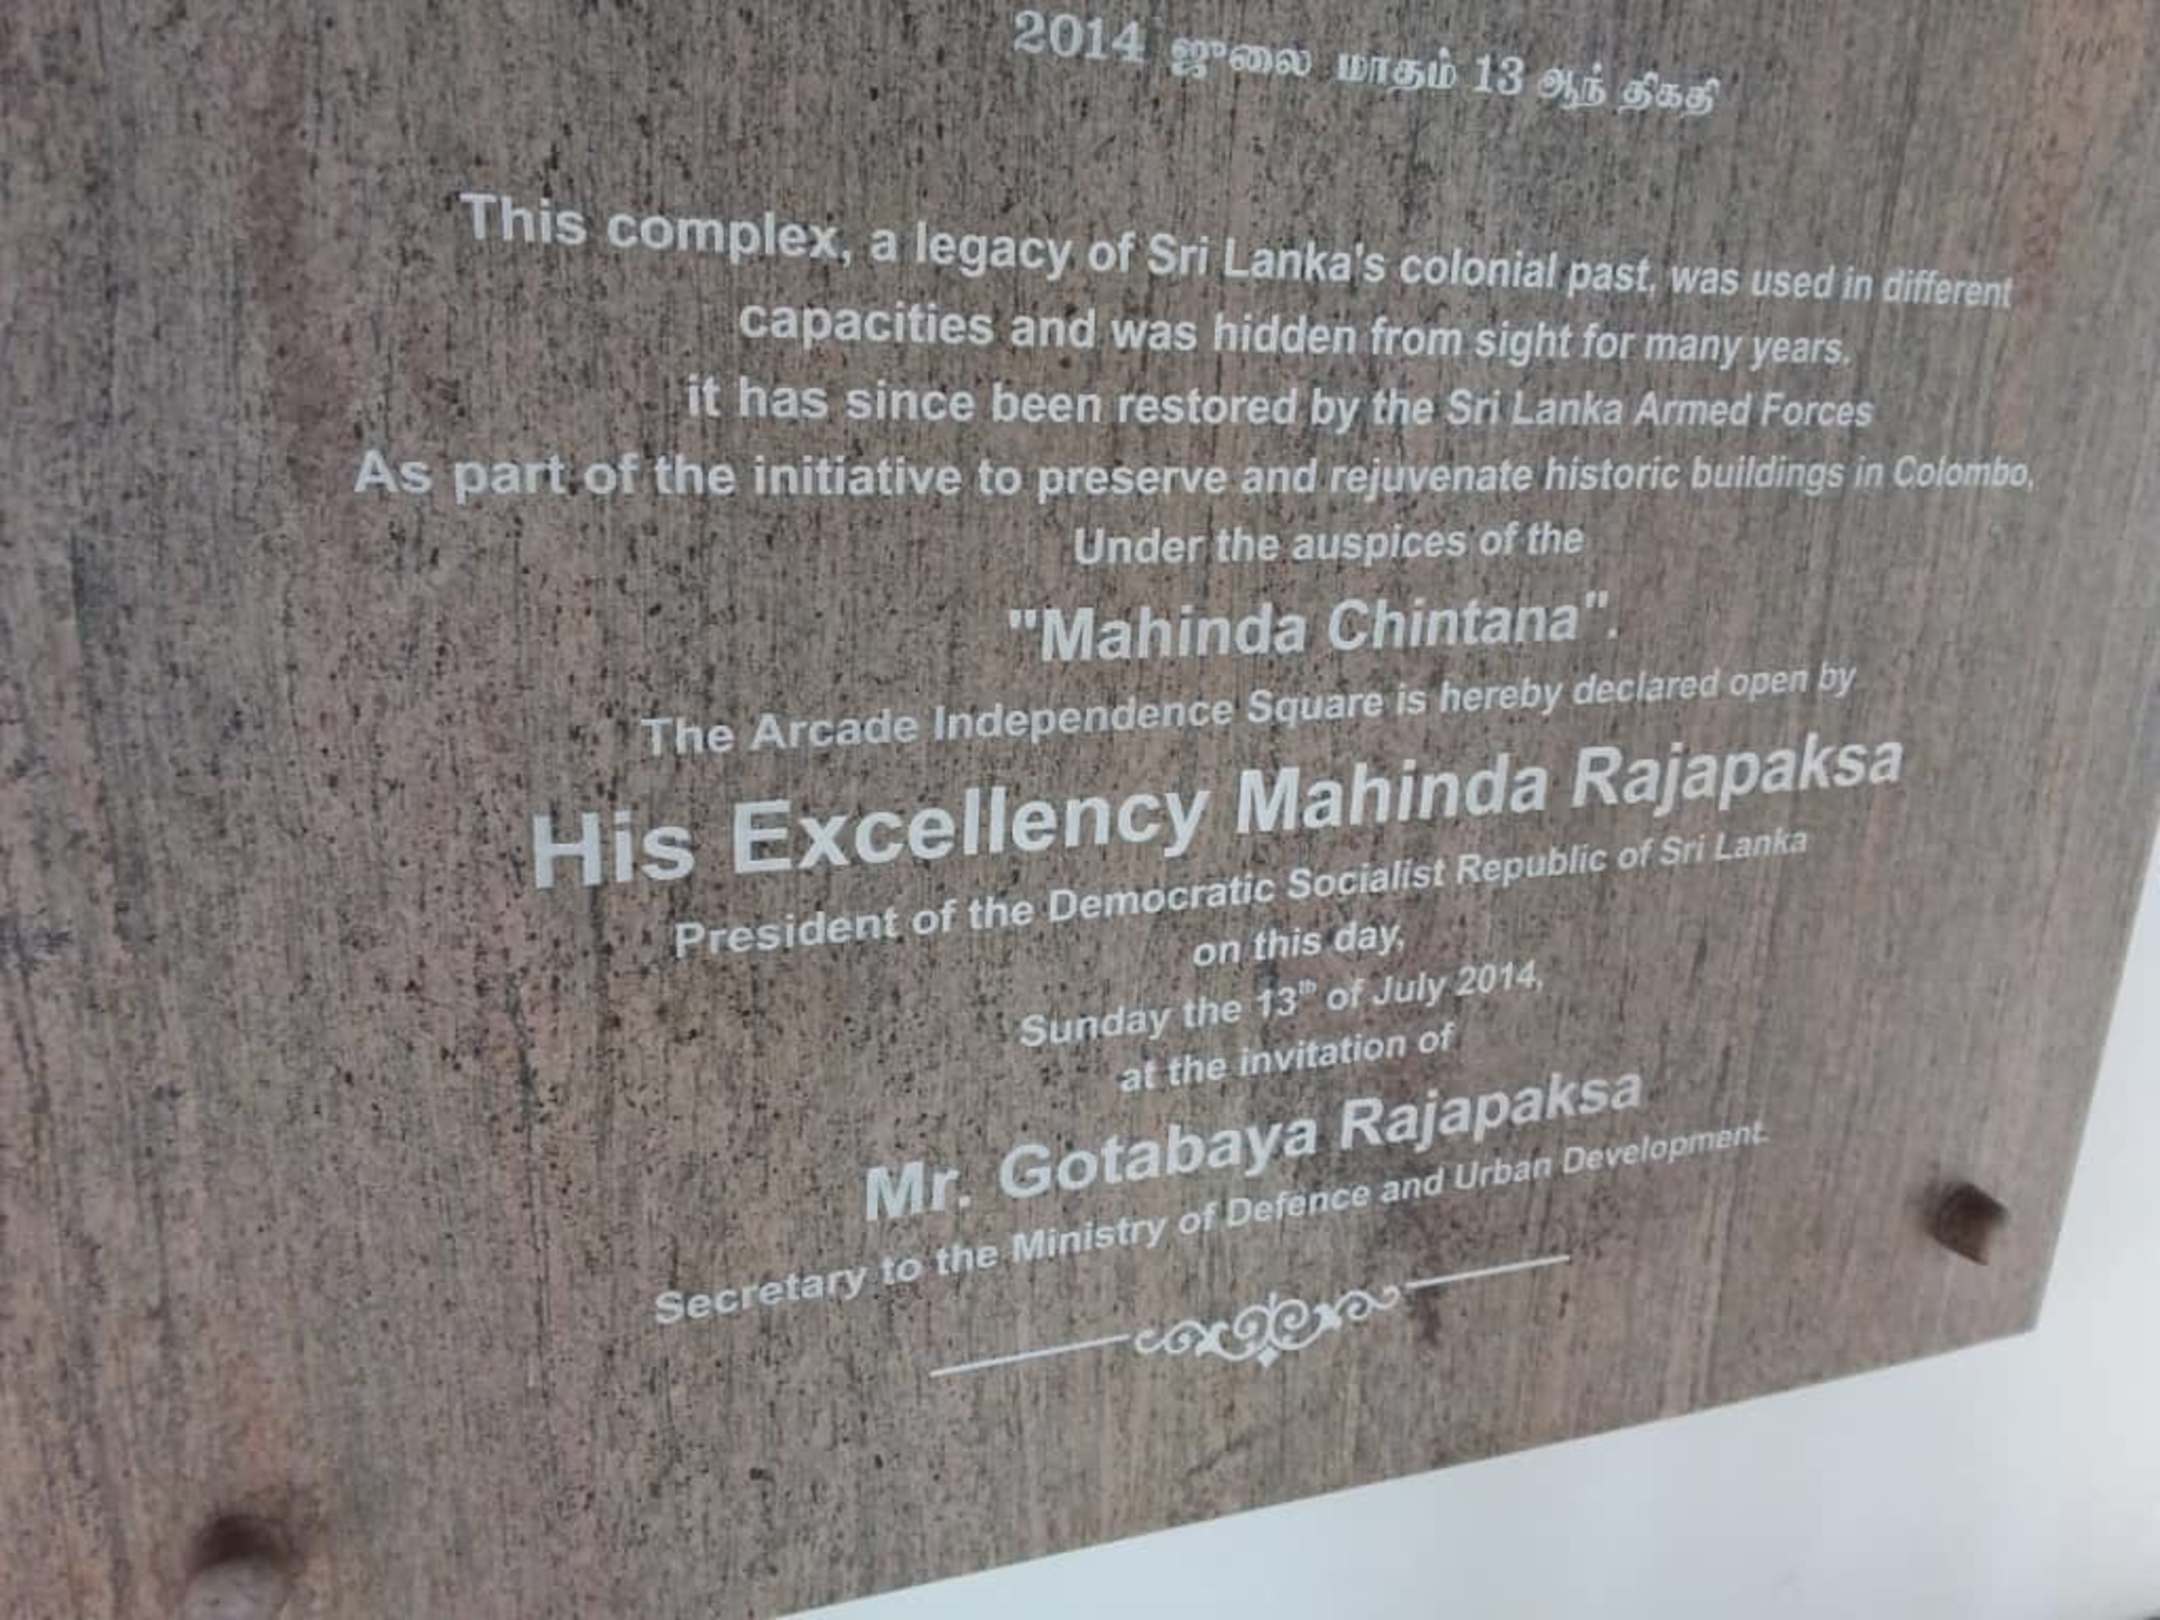 2014 ஜுலை மாதம் 13 ஆந் திகதி
This complex, a legacy of Sri Lanka's colonial past, was used in different
capacities and was hidden from sight for many years.
it has since been restored by the Sri Lanka Armed Forces
As part of the initiative to preserve and rejuvenate historic buildings in Colombo,
Under the auspices of the
"Mahinda Chintana".
The Arcade Independence Square is hereby declared open by
His Excellency Mahinda Rajapaksa
President of the Democratic Socialist Republic of Sri Lanka
on this day,
Sunday the 13th of July 2014,
at the invitation of
Mr. Gotabaya Rajapaksa
Secretary to the Ministry of Defence and Urban Development.